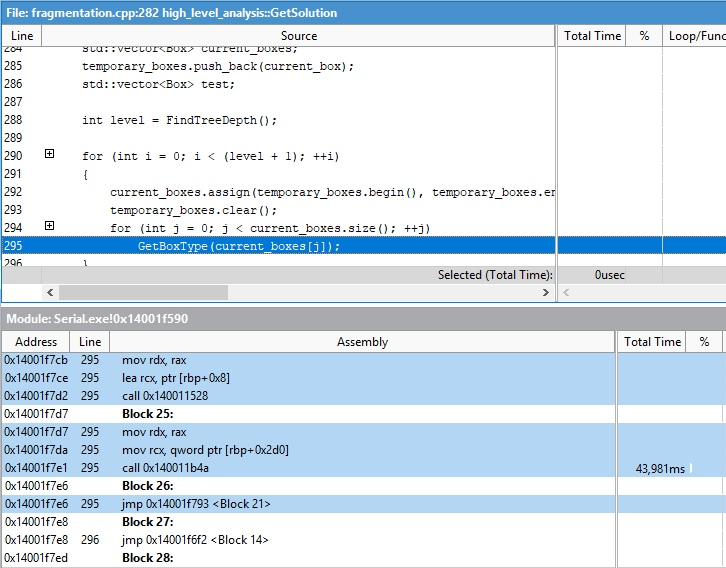 File: fragmentation.cpp:282 high_level_analysis::GetSolution
Line Source Total Time % Loop/Func
284 std::vector<Box> current_boxes;
285 temporary_boxes.push_back(current_box);
286 std::vector<Box> test;
287
288 int level = FindTreeDepth();
289
290 for (int i = 0; i < (level + 1); ++i)
291 {
292 current_boxes.assign(temporary_boxes.begin(), temporary_boxes.en
293 temporary_boxes.clear();
294 for (int j = 0; j < current_boxes.size(); ++j)
295 GetBoxType(current_boxes[j]);
296 }
Selected (Total Time): 0usec
Module: Serial.exe!0x14001f590
Address Line Assembly Total Time %
0x14001f7cb 295 mov rdx, rax
0x14001f7ce 295 lea rcx, ptr [rbp+0x8]
0x14001f7d2 295 call 0x140011528
0x14001f7d7 Block 25:
0x14001f7d7 295 mov rdx, rax
0x14001f7da 295 mov rcx, qword ptr [rbp+0x2d0]
0x14001f7e1 295 call 0x140011b4a 43,981ms
0x14001f7e6 Block 26:
0x14001f7e6 295 jmp 0x14001f793 <Block 21>
0x14001f7e8 Block 27:
0x14001f7e8 296 jmp 0x14001f6f2 <Block 14>
0x14001f7ed Block 28: